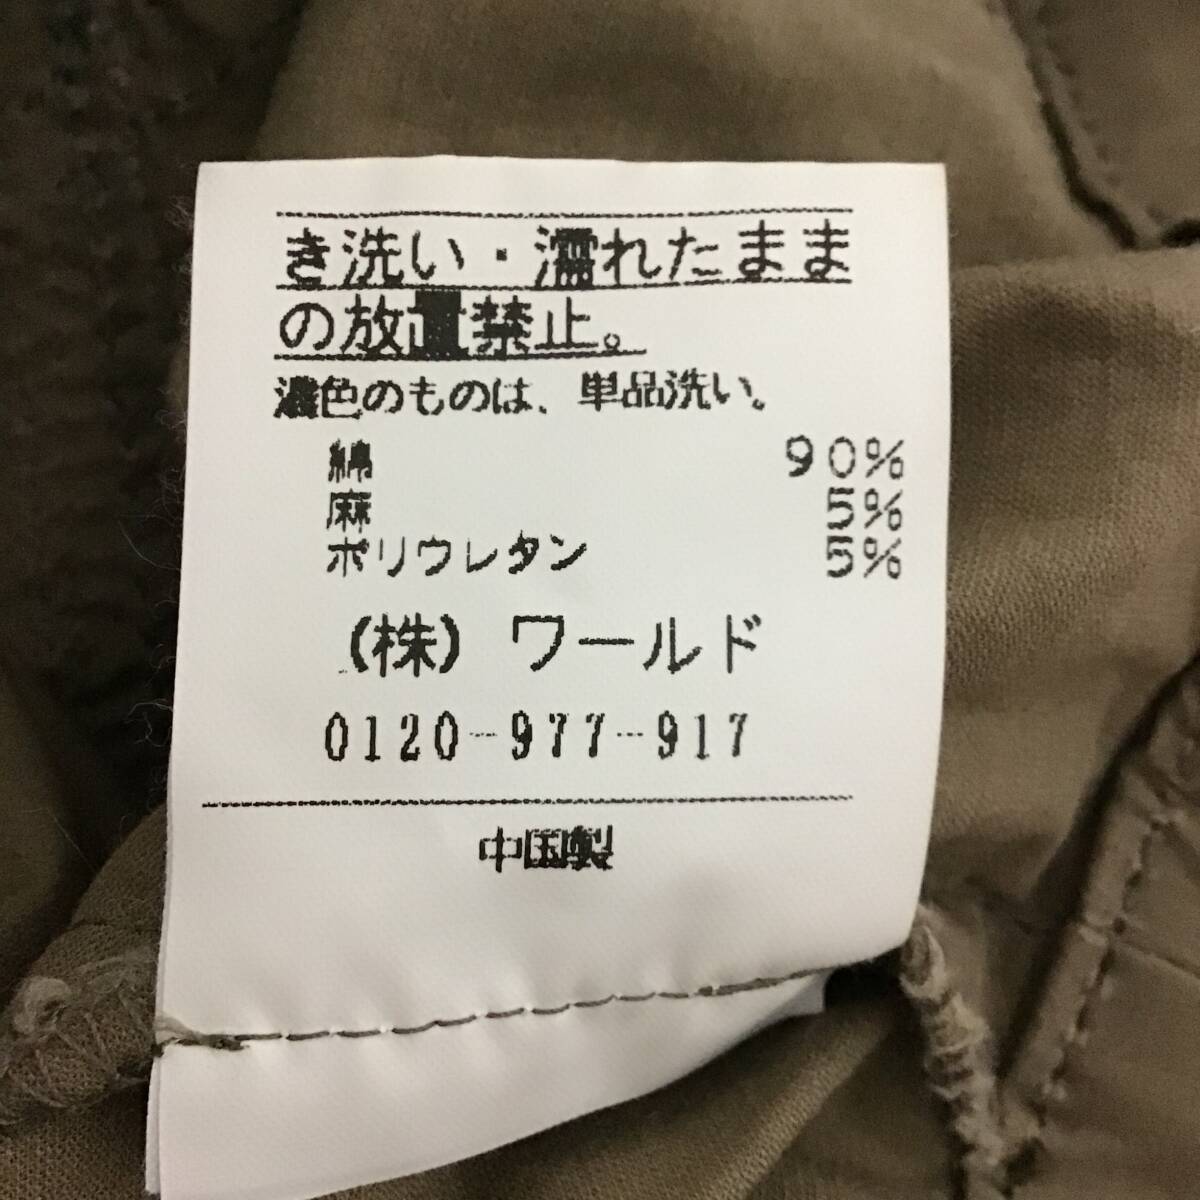 き洗い・濡れたまま
の放置禁止。
濃色のものは、単品洗い。
綿 90%
麻 5%
ポリウレタン 5%
(株) ワールド
0120-977-917
中国製